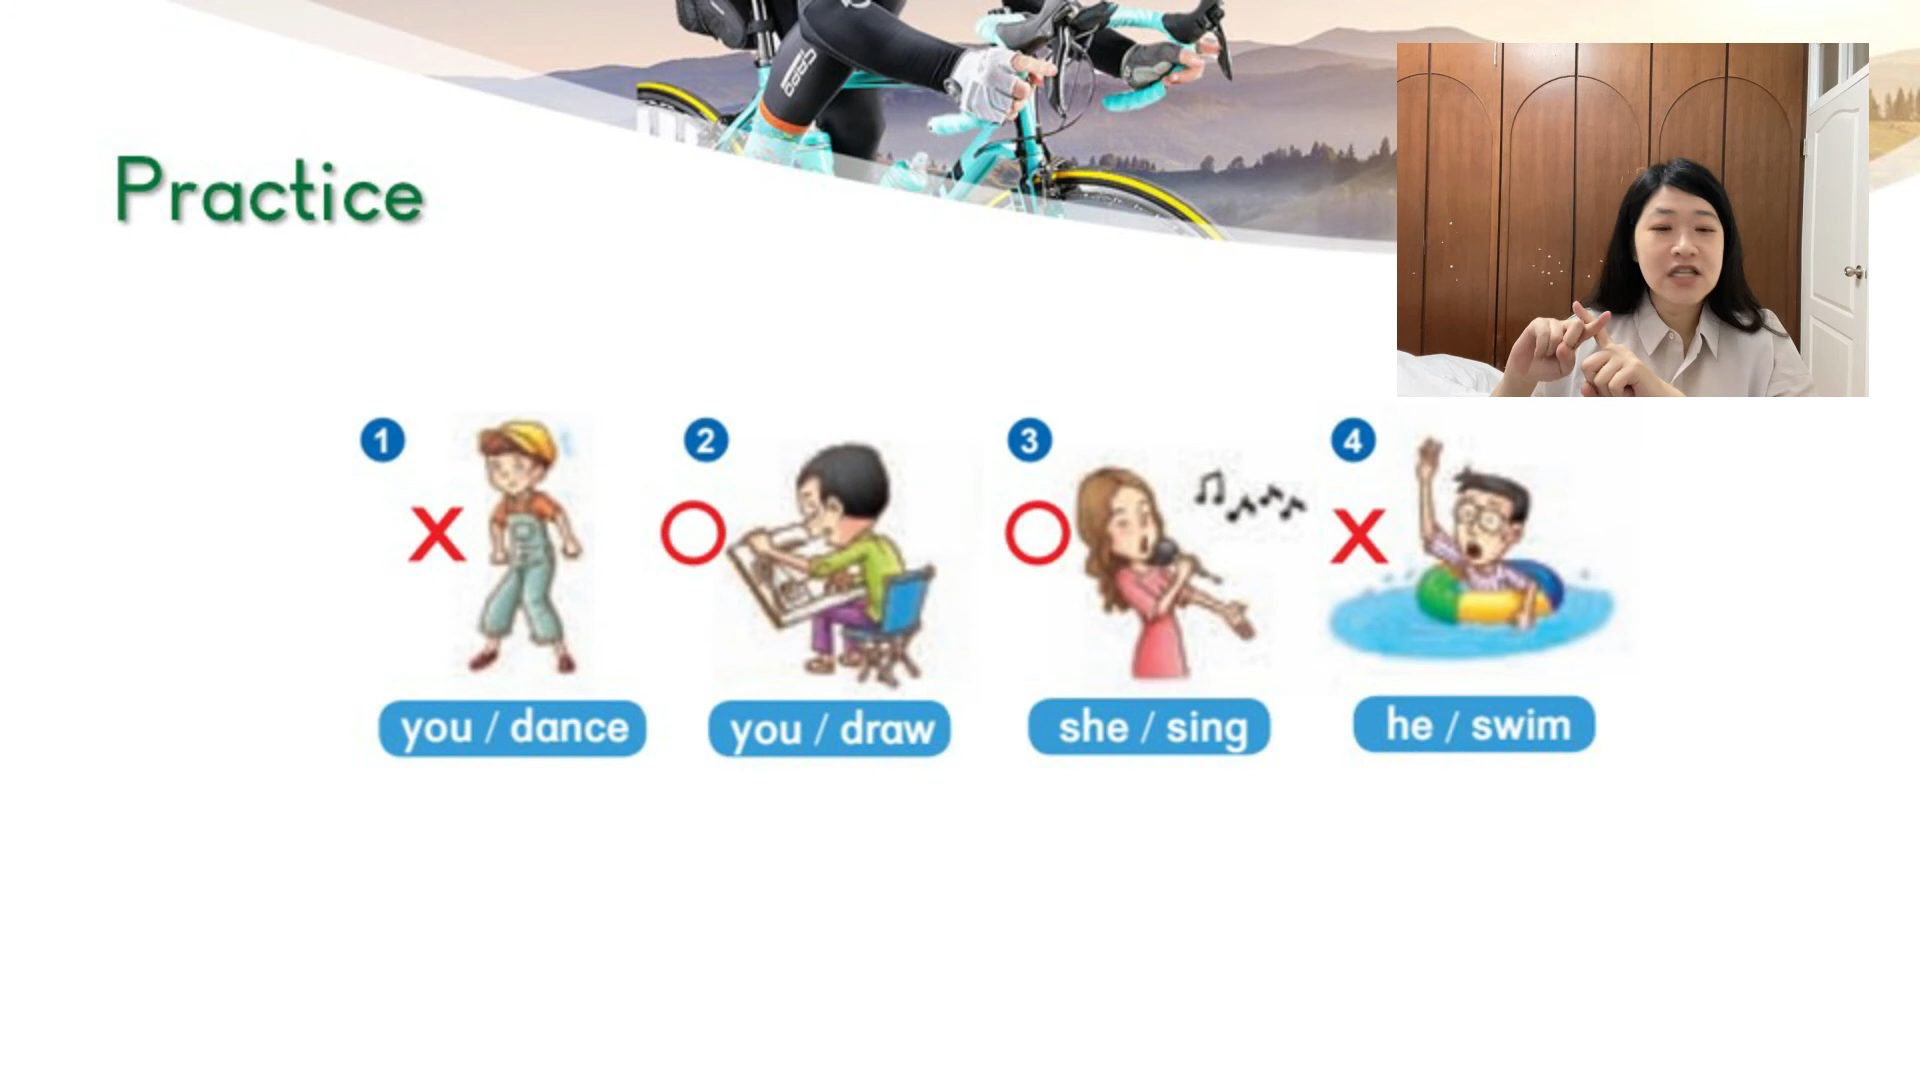 Practice
1
2
3
4
X
O
O
X
you / dance
you / draw
she / sing
he / swim